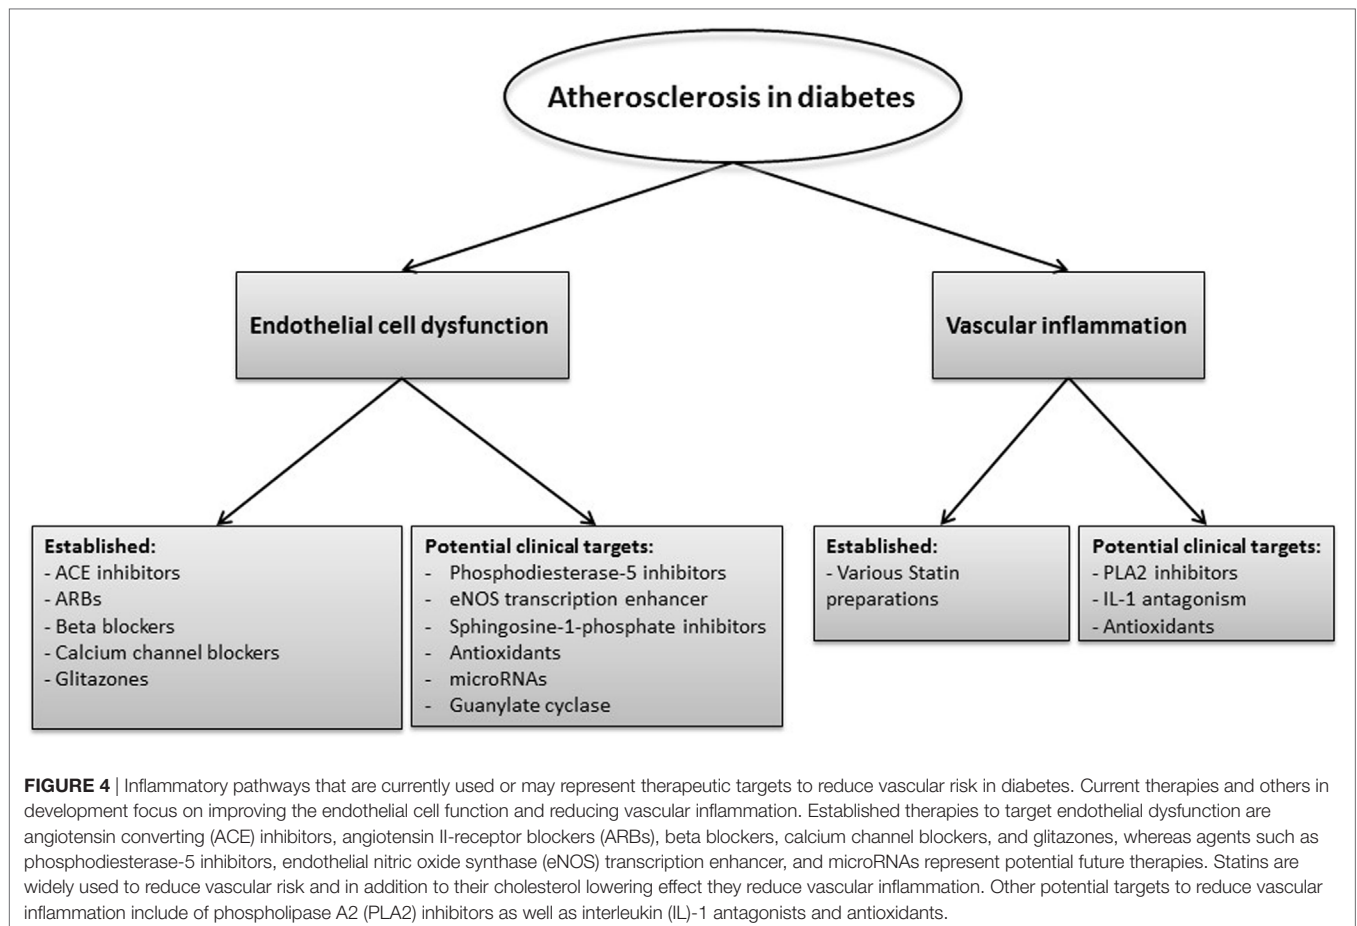 Atherosclerosis in diabetes
Endothelial cell dysfunction
Vascular inflammation
Established:
- ACE inhibitors
- ARBs
- Beta blockers
- Calcium channel blockers
- Glitazones
Potential clinical targets:
- Phosphodiesterase-5 inhibitors
- eNOS transcription enhancer
- Sphingosine-1-phosphate inhibitors
- Antioxidants
- microRNAs
- Guanylate cyclase
Established:
- Various Statin
preparations
Potential clinical targets:
- PLA2 inhibitors
- IL-1 antagonism
- Antioxidants
FIGURE 4 | Inflammatory pathways that are currently used or may represent therapeutic targets to reduce vascular risk in diabetes. Current therapies and others in
development focus on improving the endothelial cell function and reducing vascular inflammation. Established therapies to target endothelial dysfunction are
angiotensin converting (ACE) inhibitors, angiotensin II-receptor blockers (ARBs), beta blockers, calcium channel blockers, and glitazones, whereas agents such as
phosphodiesterase-5 inhibitors, endothelial nitric oxide synthase (eNOS) transcription enhancer, and microRNAs represent potential future therapies. Statins are
widely used to reduce vascular risk and in addition to their cholesterol lowering effect they reduce vascular inflammation. Other potential targets to reduce vascular
inflammation include of phospholipase A2 (PLA2) inhibitors as well as interleukin (IL)-1 antagonists and antioxidants.